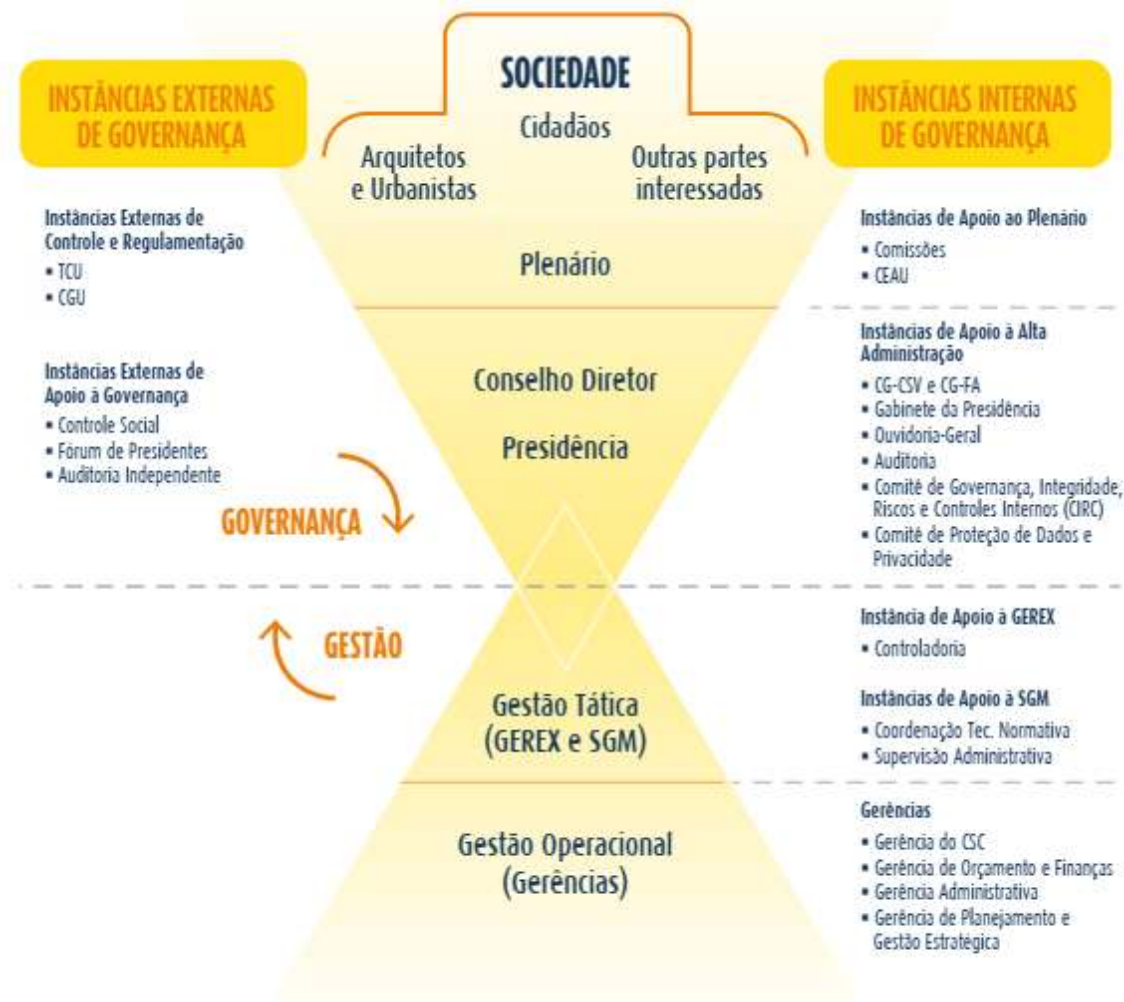 INSTÂNCIAS EXTERNAS
DE GOVERNANÇA
Instâncias Externas de
Controle e Regulamentação
▪ TCU
▪ CGU
Instâncias Externas de
Apoio à Governança
▪ Controle Social
▪ Fórum de Presidentes
▪ Auditoria Independente
SOCIEDADE
Cidadãos
Arquitetos
e Urbanistas
Outras partes
interessadas
Plenário
Conselho Diretor
Presidência
GOVERNANÇA
GESTÃO
Gestão Tática
(GEREX e SGM)
Gestão Operacional
(Gerências)
INSTÂNCIAS INTERNAS
DE GOVERNANÇA
Instâncias de Apoio ao Plenário
▪ Comissões
▪ CEAU
Instâncias de Apoio à Alta
Administração
▪ CG-CSV e CG-FA
▪ Gabinete da Presidência
▪ Ouvidoria-Geral
▪ Auditoria
▪ Comitê de Governança, Integridade,
Riscos e Controles Internos (CIRC)
▪ Comitê de Proteção de Dados e
Privacidade
Instância de Apoio à GEREX
▪ Controladoria
Instâncias de Apoio à SGM
▪ Coordenação Tec. Normativa
▪ Supervisão Administrativa
Gerências
▪ Gerência do CSC
▪ Gerência de Orçamento e Finanças
▪ Gerência Administrativa
▪ Gerência de Planejamento e
Gestão Estratégica